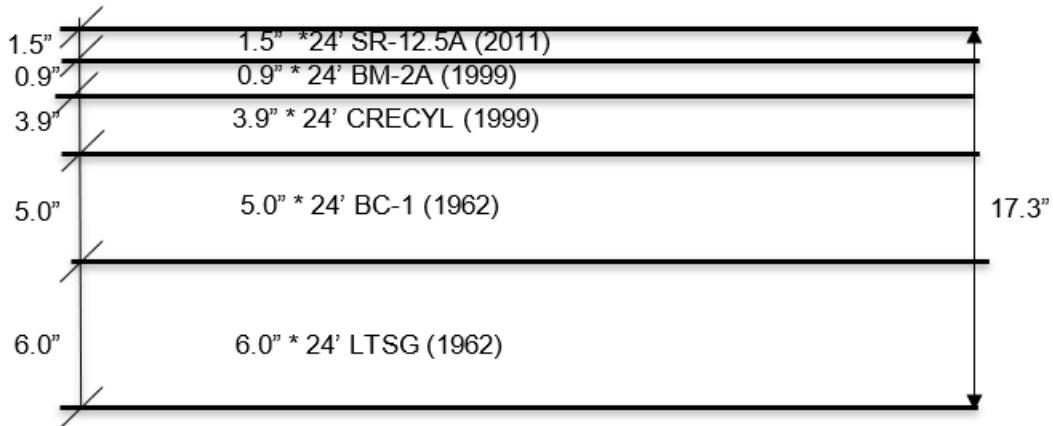 1.5” 1.5” *24’ SR-12.5A (2011)
0.9” 0.9” * 24’ BM-2A (1999)
3.9” 3.9” * 24’ CRECYL (1999)
5.0” 5.0” * 24’ BC-1 (1962)
17.3”
6.0” 6.0” * 24’ LTSG (1962)